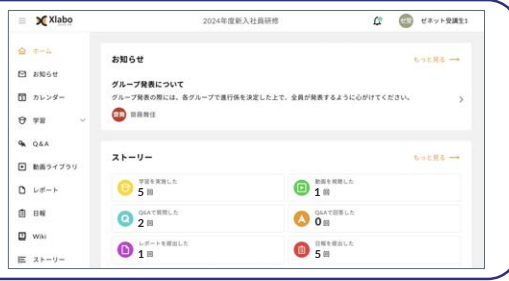 Xlabo
2024年度新入社員研修
ゼ受
ゼネット受講生1
ホーム
お知らせ
カレンダー
学習
Q&A
動画ライブラリ
レポート
日報
Wiki
ストーリー
お知らせ
もっと見る →
グループ発表について
グループ発表の際には、各グループで進行係を決定した上で、全員が発表するように心がけてください。
ストーリー
もっと見る →
学習を実施した
5 回
動画を視聴した
1 回
Q&Aで質問した
2 回
Q&Aで回答した
0 回
レポートを提出した
1 回
日報を提出した
5 回